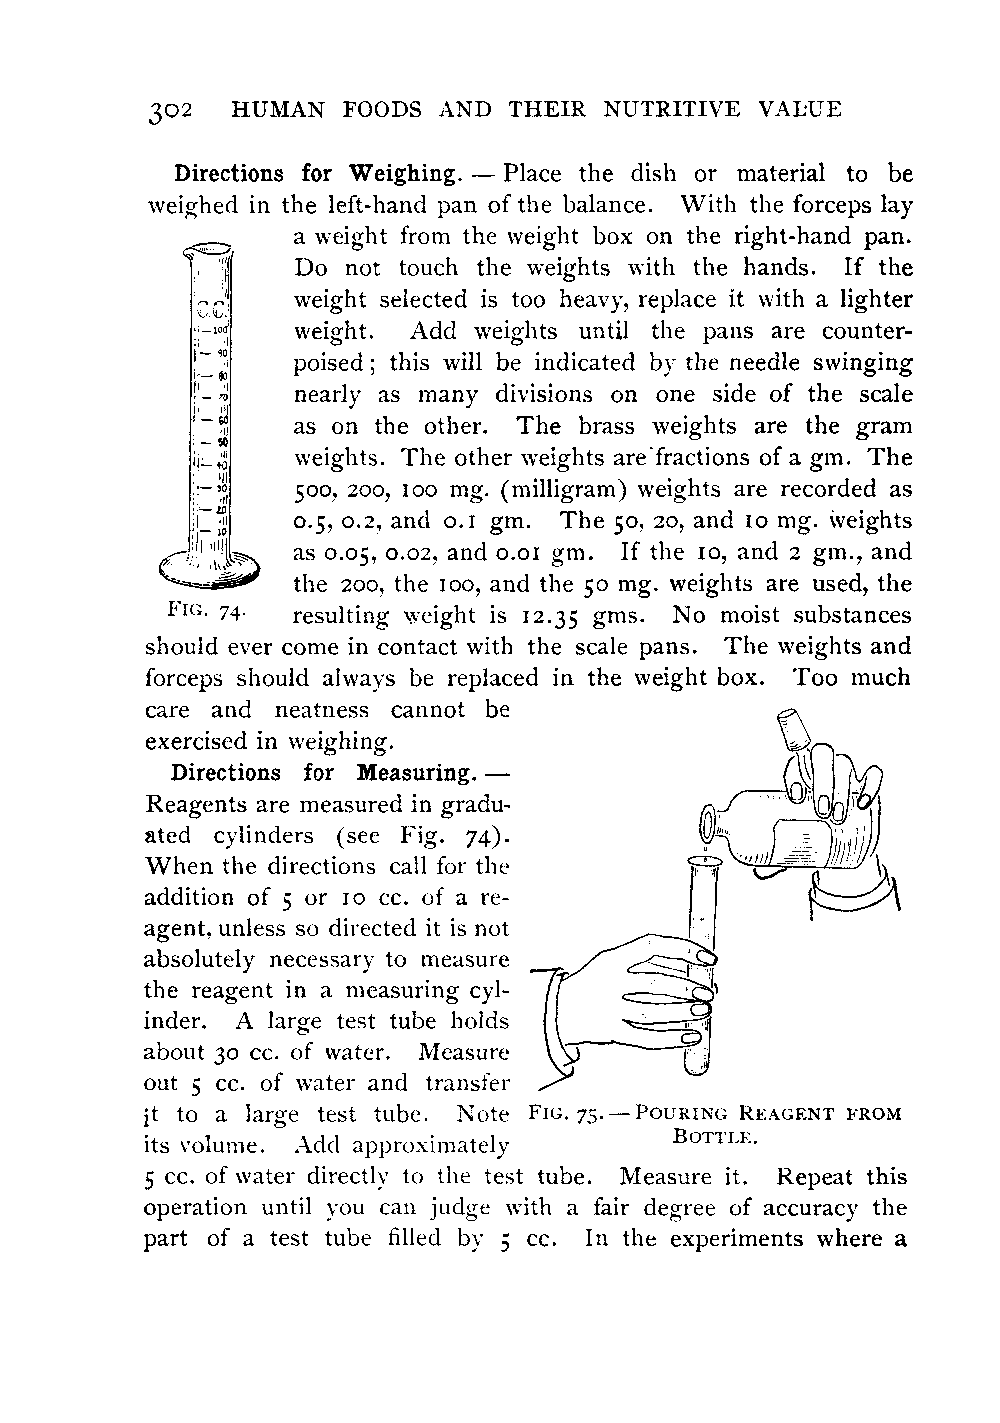 302 HUMAN FOODS AND THEIR NUTRITIVE VALUE
Directions for Weighing. — Place the dish or material to be
weighed in the left-hand pan of the balance. With the forceps lay
a weight from the weight box on the right-hand pan.
Do not touch the weights with the hands. If the
weight selected is too heavy, replace it with a lighter
weight. Add weights until the pans are counter-
poised; this will be indicated by the needle swinging
nearly as many divisions on one side of the scale
as on the other. The brass weights are the gram
weights. The other weights are fractions of a gm. The
500, 200, 100 mg. (milligram) weights are recorded as
0.5, 0.2, and 0.1 gm. The 50, 20, and 10 mg. weights
as 0.05, 0.02, and 0.01 gm. If the 10, and 2 gm., and
the 200, the 100, and the 50 mg. weights are used, the
resulting weight is 12.35 gms. No moist substances
C.C.
100
90
80
70
60
50
40
30
20
10
FIG. 74.
should ever come in contact with the scale pans. The weights and
forceps should always be replaced in the weight box. Too much
care and neatness cannot be
exercised in weighing.
Directions for Measuring. —
Reagents are measured in gradu-
ated cylinders (see Fig. 74).
When the directions call for the
addition of 5 or 10 cc. of a re-
agent, unless so directed it is not
absolutely necessary to measure
the reagent in a measuring cyl-
inder. A large test tube holds
about 30 cc. of water. Measure
out 5 cc. of water and transfer
it to a large test tube. Note
its volume. Add approximately
FIG. 75. — POURING REAGENT FROM
BOTTLE.
5 cc. of water directly to the test tube. Measure it. Repeat this
operation until you can judge with a fair degree of accuracy the
part of a test tube filled by 5 cc. In the experiments where a